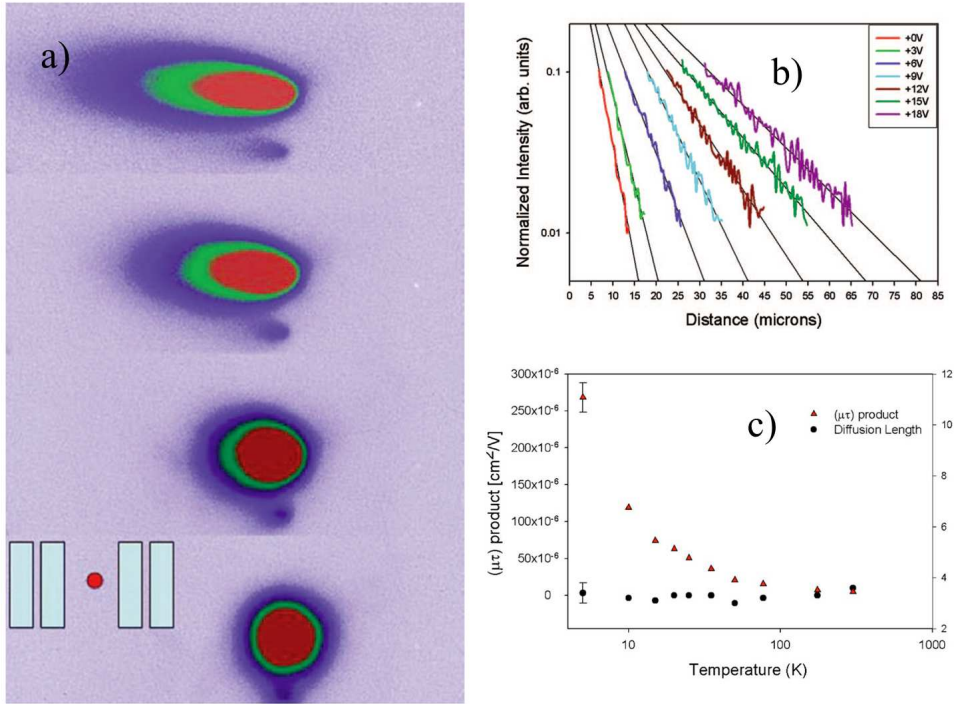 a)
b)
Normalized Intensity (arb. units)
0.1
0.01
+0V
+3V
+6V
+9V
+12V
+15V
+18V
0 5 10 15 20 25 30 35 40 45 50 55 60 65 70 75 80 85
Distance (microns)
c)
(μτ) product [cm²/V]
300x10⁻⁶
250x10⁻⁶
200x10⁻⁶
150x10⁻⁶
100x10⁻⁶
50x10⁻⁶
0
(μτ) product
Diffusion Length
12
10
8
6
4
2
10 100 1000
Temperature (K)